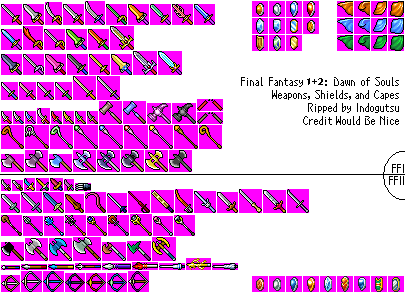 Final Fantasy 1+2: Dawn of Souls
Weapons, Shields, and Capes
Ripped by Indogutsu
Credit Would Be Nice
FFI
FFII